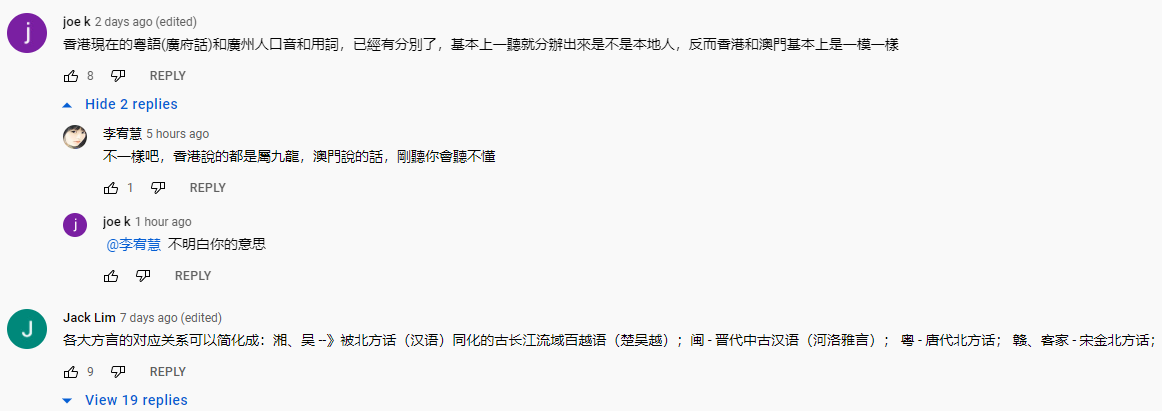 joe k 2 days ago (edited)
香港現在的粵語(廣府話)和廣州人口音和用詞，已經有分別了，基本上一聽就分辦出來是不是本地人，反而香港和澳門基本上是一模一樣
8 REPLY
Hide 2 replies
李宥慧 5 hours ago
不一樣吧，香港說的都是屬九龍，澳門說的話，剛聽你會聽不懂
1 REPLY
joe k 1 hour ago
@李宥慧 不明白你的意思
REPLY
Jack Lim 7 days ago (edited)
各大方言的对应关系可以简化成：湘、吴 --》被北方话（汉语）同化的古长江流域百越语（楚吴越）；闽 - 晋代中古汉语（河洛雅言）； 粤 - 唐代北方话； 赣、客家 - 宋金北方话；
9 REPLY
View 19 replies